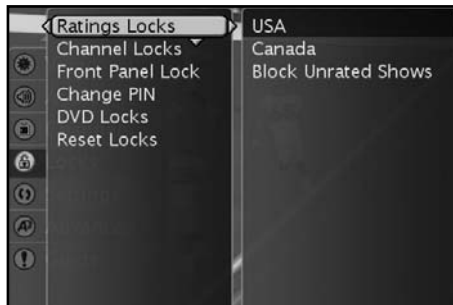 Ratings Locks
Channel Locks
Front Panel Lock
Change PIN
DVD Locks
Reset Locks
USA
Canada
Block Unrated Shows